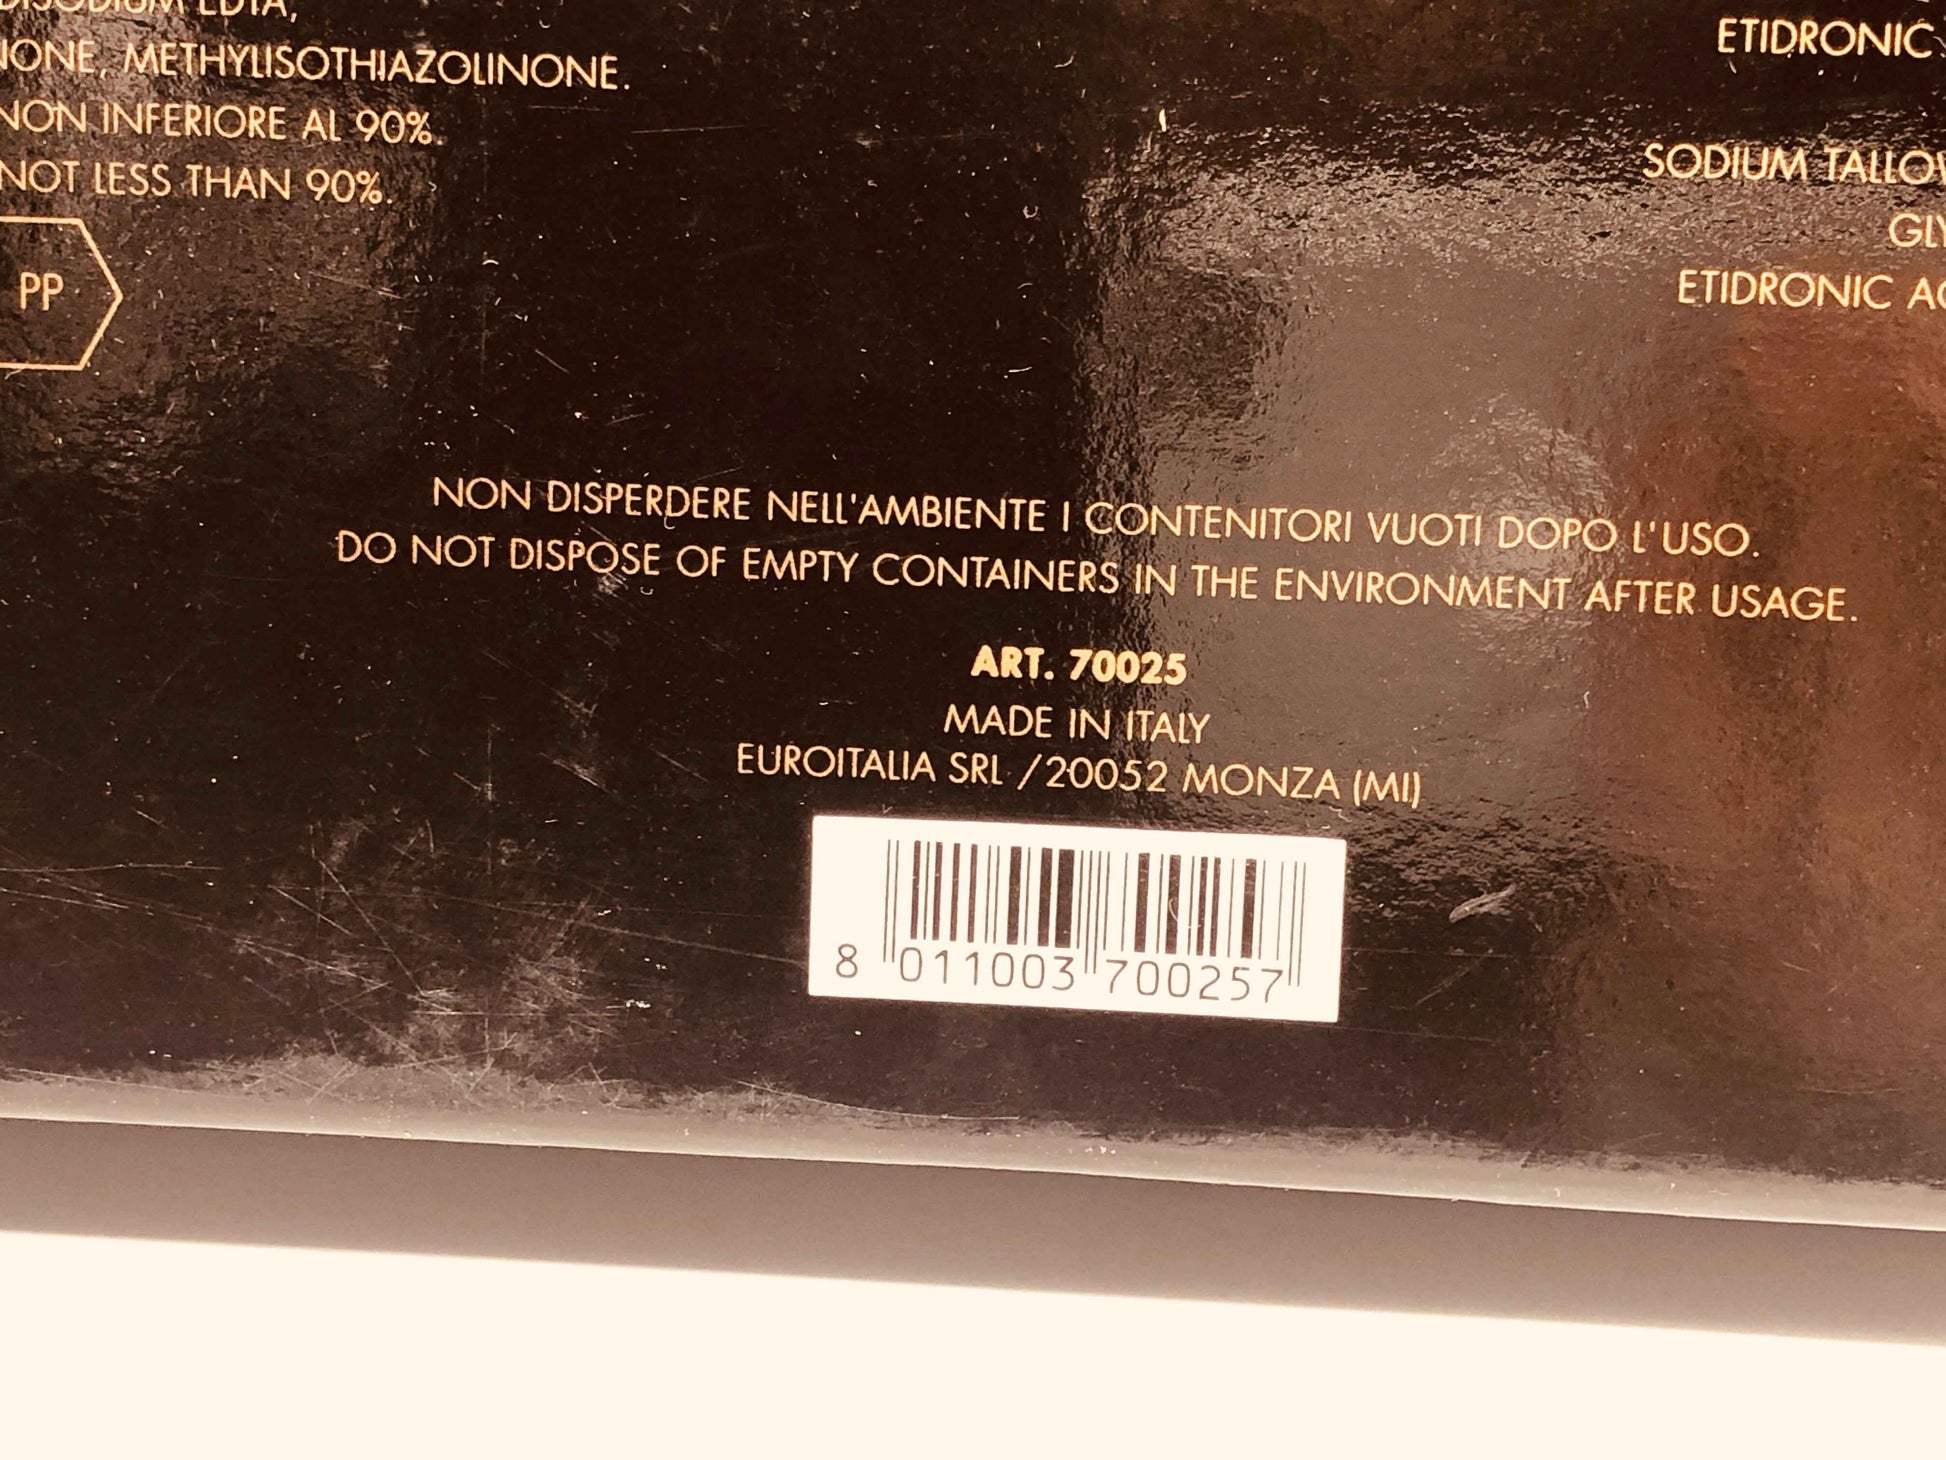 DISODIUM EDTA,
METHYLISOTHIAZOLINONE.
NON INFERIORE AL 90%.
NOT LESS THAN 90%.
PP
ETIDRONIC
SODIUM
ETIDRONIC
NON DISPERDERE NELL'AMBIENTE I CONTENITORI VUOTI DOPO L'USO.
DO NOT DISPOSE OF EMPTY CONTAINERS IN THE ENVIRONMENT AFTER USAGE.
ART. 70025
MADE IN ITALY
EUROITALIA SRL /20052 MONZA (MI)
8 011003 700257